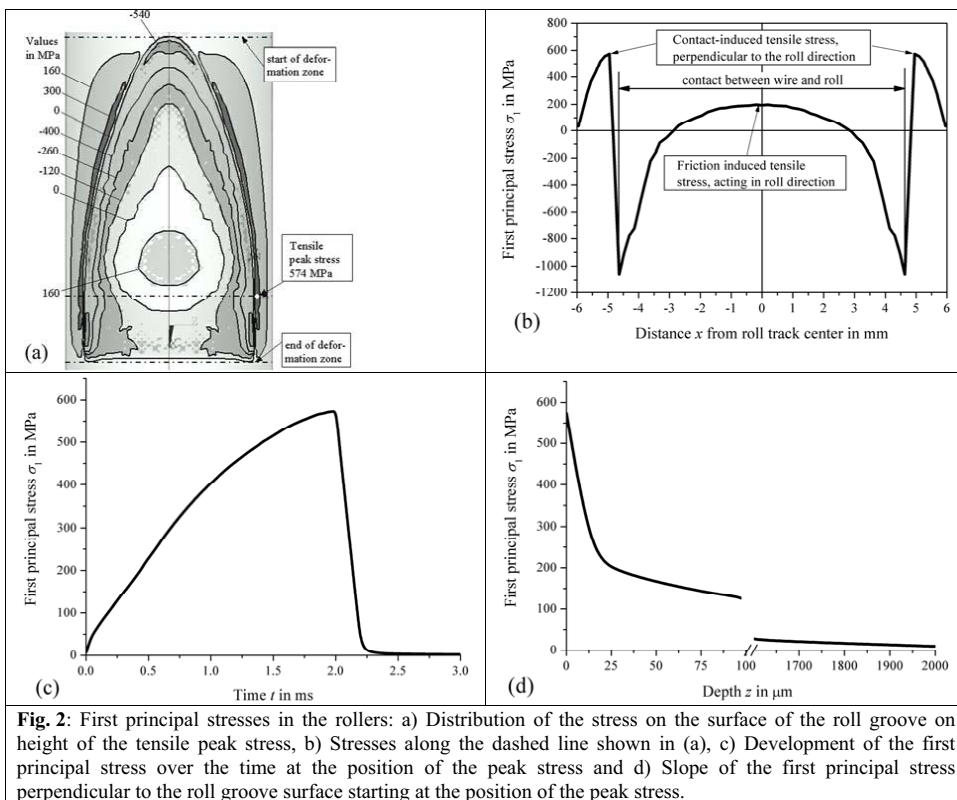 -540
Values
in MPa
160
300
0
-400
-260
-120
0
160
start of defor-
mation zone
Tensile
peak stress
574 MPa
end of defor-
mation zone
(a)
800
600
400
200
0
-200
-400
-600
-800
-1000
-1200
First principal stress σ1 in MPa
Contact-induced tensile stress,
perpendicular to the roll direction
contact between wire and roll
Friction induced tensile
stress, acting in roll direction
-6 -5 -4 -3 -2 -1 0 1 2 3 4 5 6
Distance x from roll track center in mm
(b)
600
500
400
300
200
100
0
First principal stress σ1 in MPa
0.0 0.5 1.0 1.5 2.0 2.5 3.0
Time t in ms
(c)
600
500
400
300
200
100
0
First principal stress σ1 in MPa
0 25 50 75 100 // 1700 1800 1900 2000
Depth z in μm
(d)
Fig. 2: First principal stresses in the rollers: a) Distribution of the stress on the surface of the roll groove on
height of the tensile peak stress, b) Stresses along the dashed line shown in (a), c) Development of the first
principal stress over the time at the position of the peak stress and d) Slope of the first principal stress
perpendicular to the roll groove surface starting at the position of the peak stress.